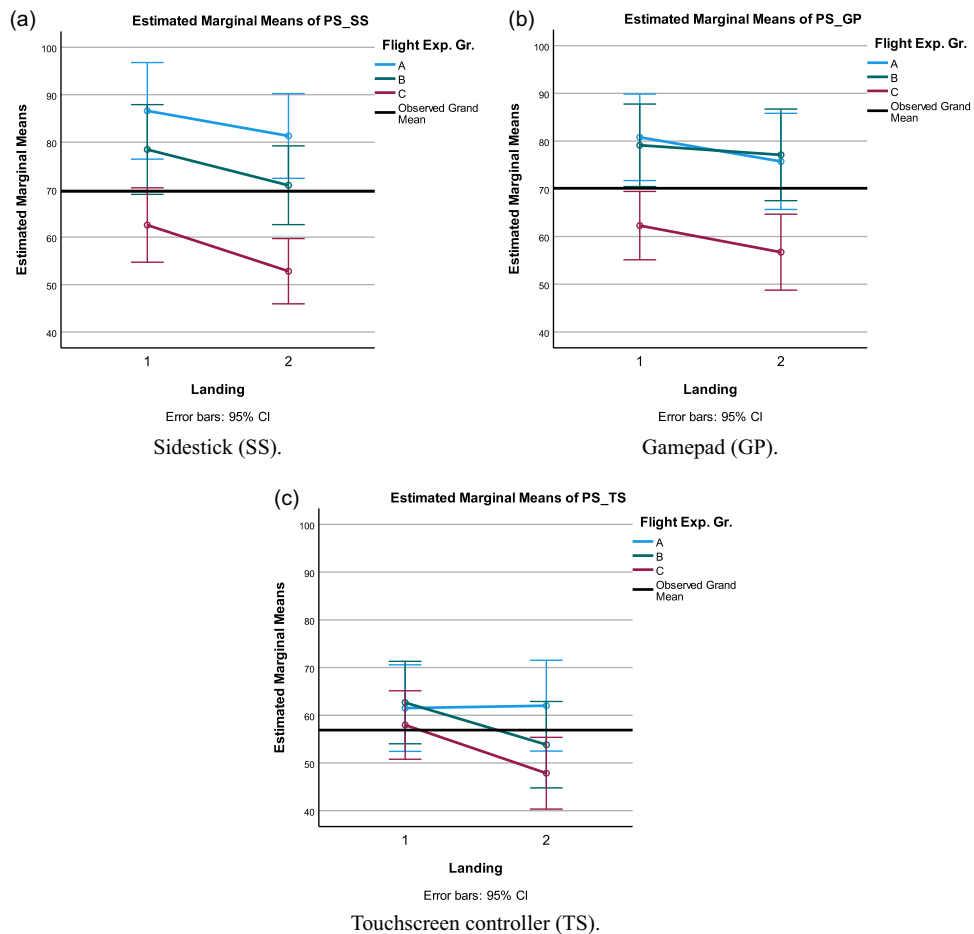 (a)
Estimated Marginal Means of PS_SS
Estimated Marginal Means
100
90
80
70
60
50
40
1
2
Landing
Error bars: 95% CI
Flight Exp. Gr.
A
B
C
Observed Grand
Mean
Sidestick (SS).
(b)
Estimated Marginal Means of PS_GP
Estimated Marginal Means
100
90
80
70
60
50
40
1
2
Landing
Error bars: 95% CI
Flight Exp. Gr.
A
B
C
Observed Grand
Mean
Gamepad (GP).
(c)
Estimated Marginal Means of PS_TS
Estimated Marginal Means
100
90
80
70
60
50
40
1
2
Landing
Error bars: 95% CI
Flight Exp. Gr.
A
B
C
Observed Grand
Mean
Touchscreen controller (TS).